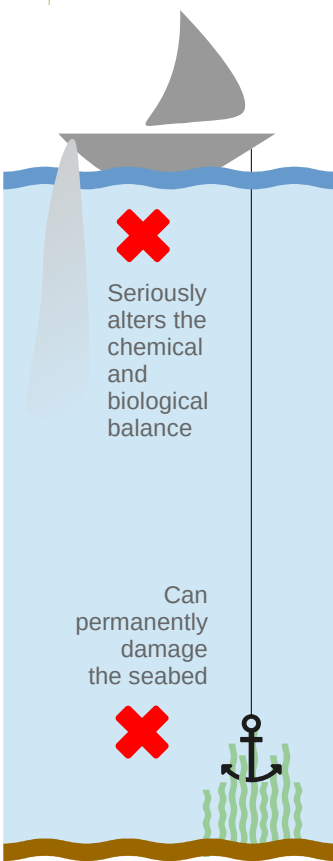 Seriously
alters the
chemical
and
biological
balance
Can
permanently
damage
the seabed